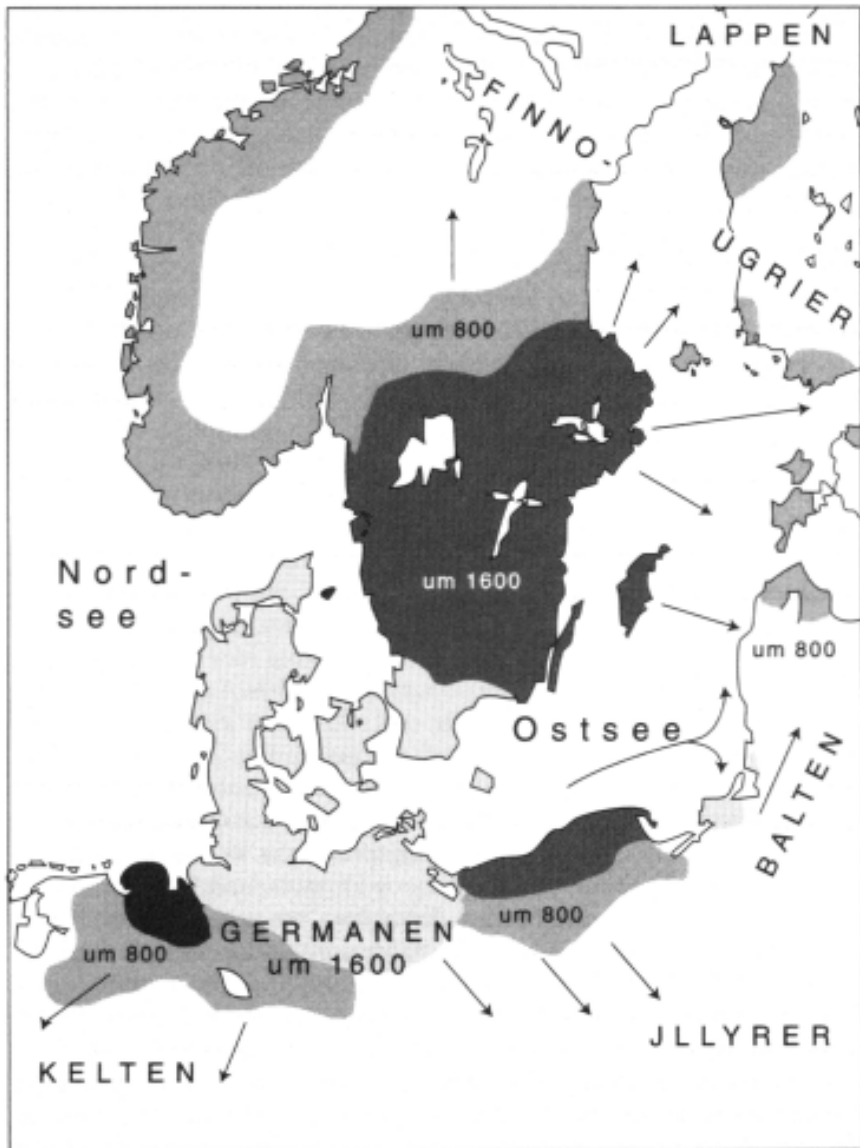 LAPPEN
FINNO-
UGRIER
um 800
Nord-
see
um 1600
um 800
Ostsee
BALTEN
um 800
GERMANEN
um 800
um 1600
JLLYRER
KELTEN